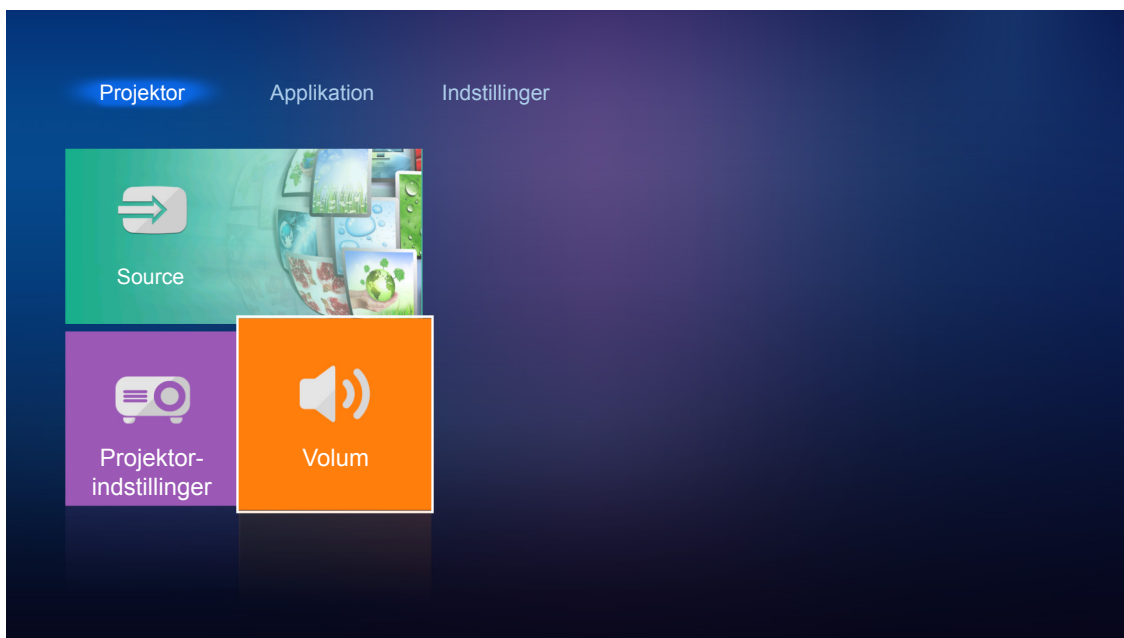 Projektor Applikation Indstillinger
Source
Projektor-
indstillinger
Volum